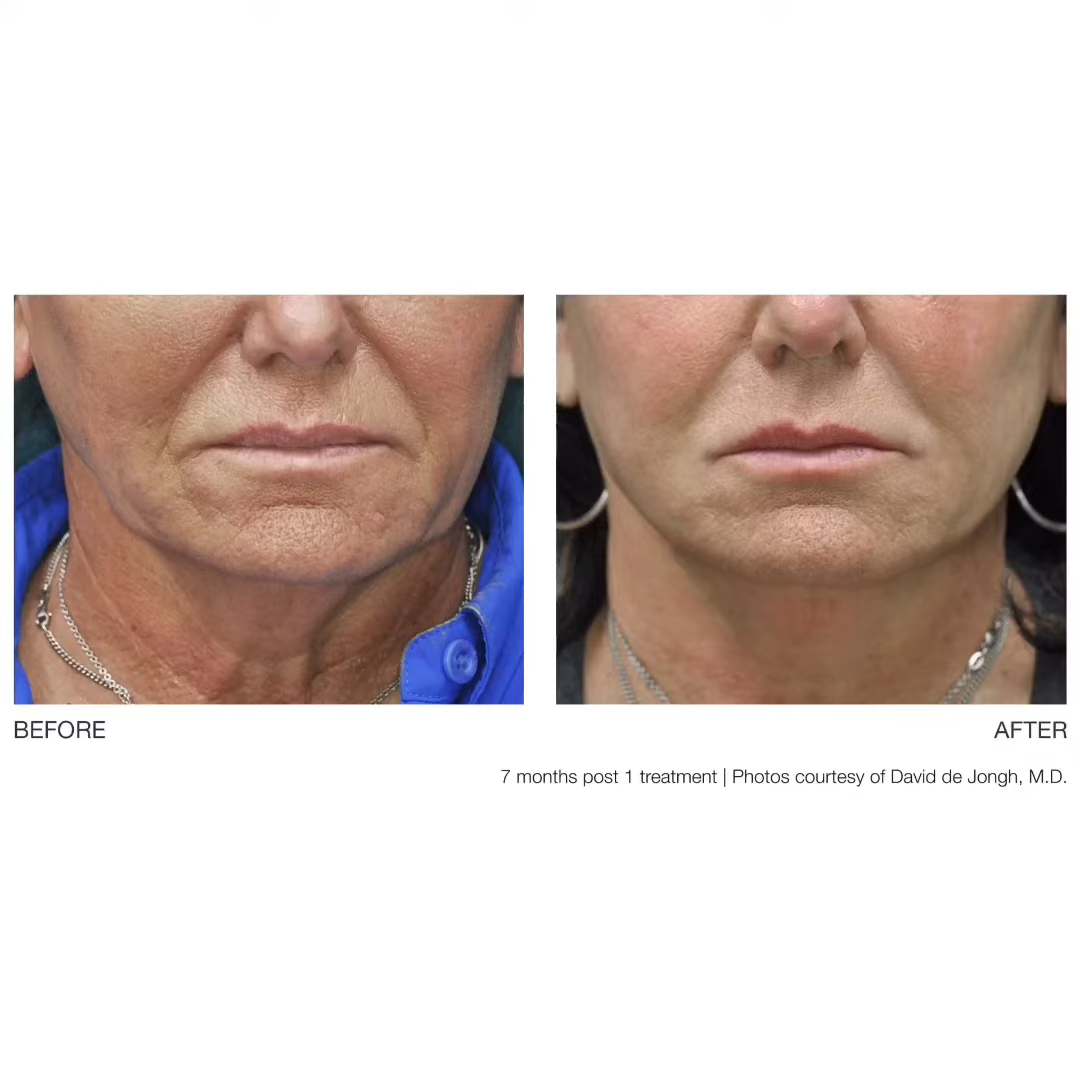 BEFORE
AFTER
7 months post 1 treatment | Photos courtesy of David de Jongh, M.D.